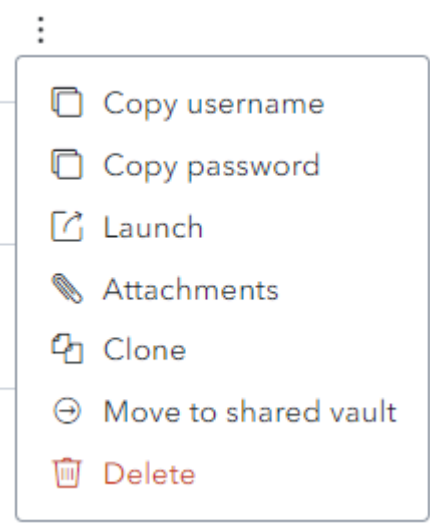 Copy username
Copy password
Launch
Attachments
Clone
Move to shared vault
Delete